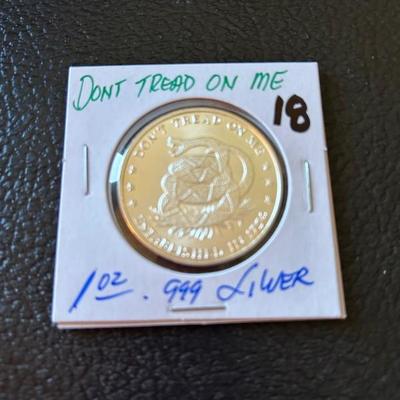 DONT TREAD ON ME
18
DON'T TREAD ON ME
1 oz .999 SILVER